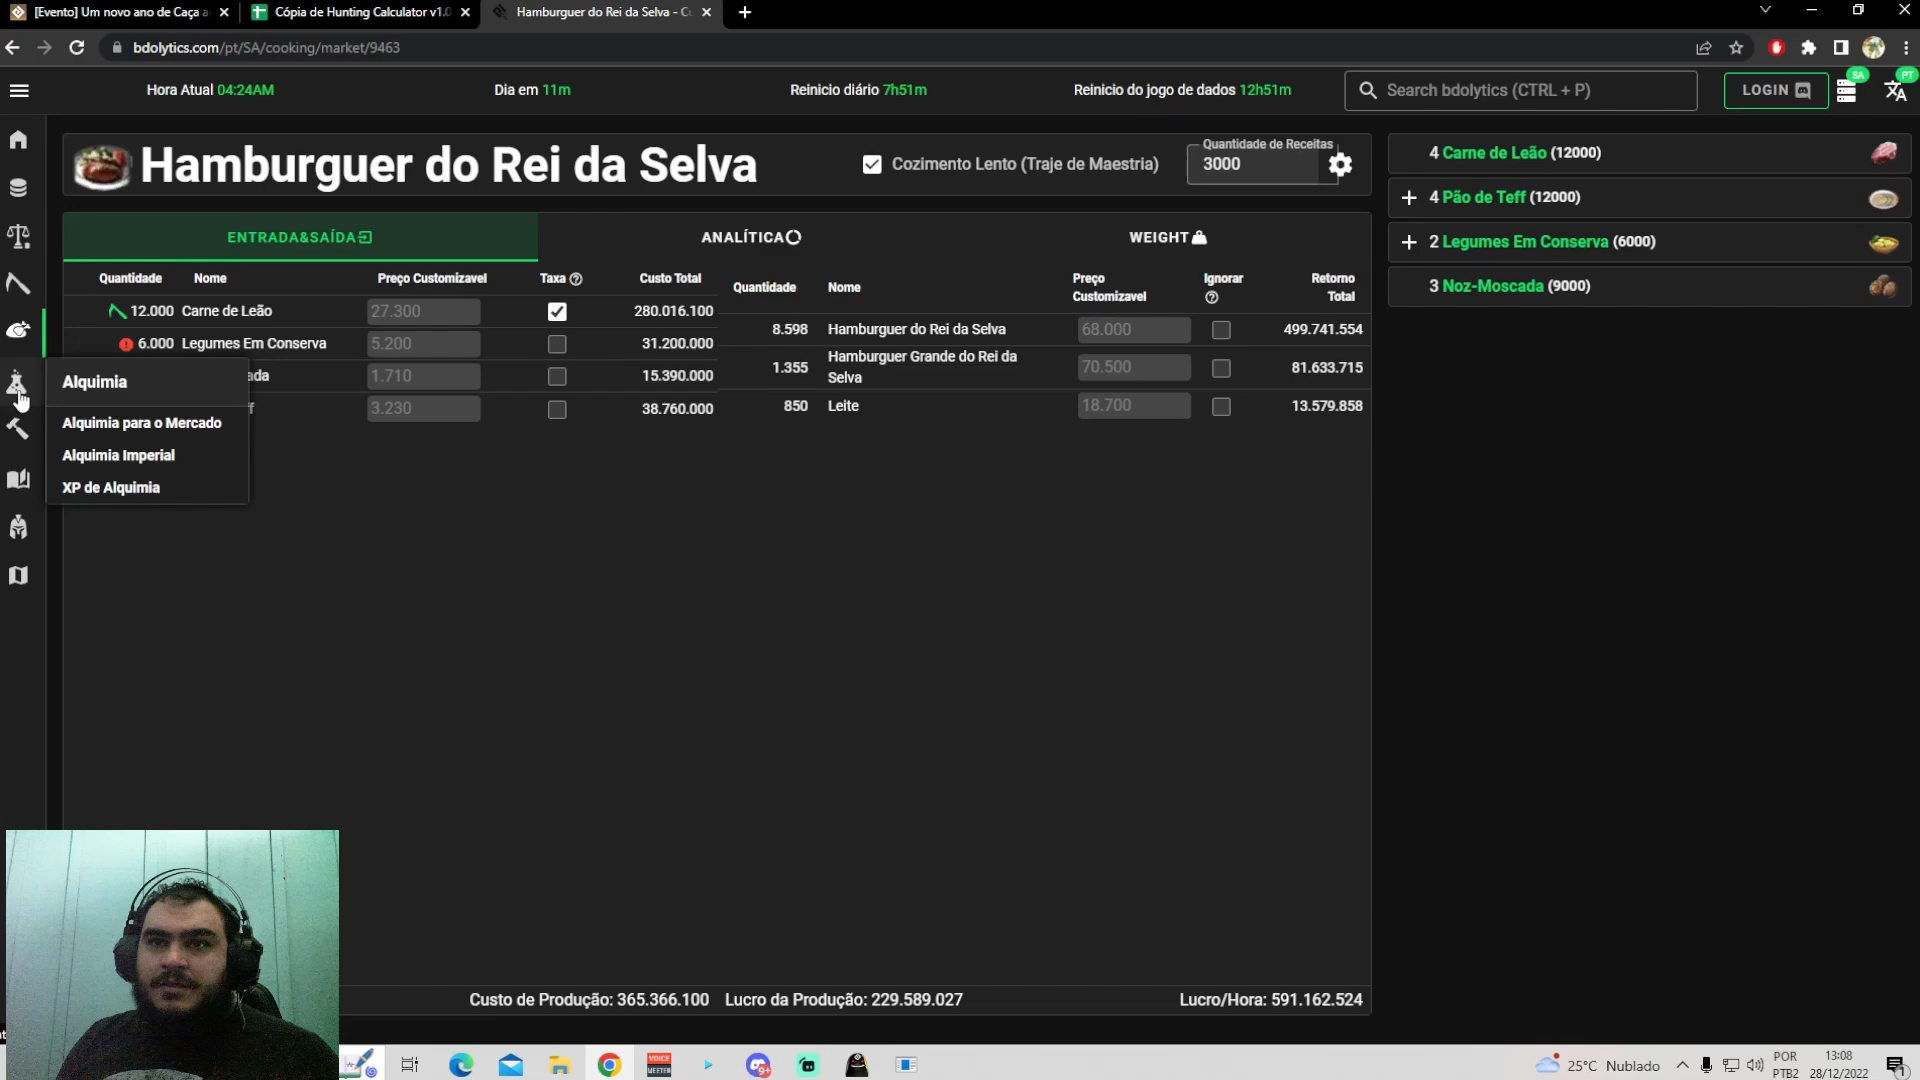 [Evento] Um novo ano de Caça a
Cópia de Hunting Calculator v1.0
Hamburguer do Rei da Selva - Cu
bdolytics.com/pt/SA/cooking/market/9463
Hora Atual 04:24AM
Dia em 11m
Reinicio diário 7h51m
Reinicio do jogo de dados 12h51m
Search bdolytics (CTRL + P)
LOGIN
SA
PT
Hamburguer do Rei da Selva
Cozimento Lento (Traje de Maestria)
Quantidade de Receitas
3000
4 Carne de Leão (12000)
4 Pão de Teff (12000)
2 Legumes Em Conserva (6000)
3 Noz-Moscada (9000)
ENTRADA&SAÍDA
ANALÍTICA
WEIGHT
Quantidade Nome Preço Customizavel Taxa Custo Total
12.000 Carne de Leão 27.300 280.016.100
6.000 Legumes Em Conserva 5.200 31.200.000
ada 1.710 15.390.000
f 3.230 38.760.000
Quantidade Nome Preço Customizavel Ignorar Retorno Total
8.598 Hamburguer do Rei da Selva 68.000 499.741.554
1.355 Hamburguer Grande do Rei da Selva 70.500 81.633.715
850 Leite 18.700 13.579.858
Alquimia
Alquimia para o Mercado
Alquimia Imperial
XP de Alquimia
Custo de Produção: 365.366.100 Lucro da Produção: 229.589.027
Lucro/Hora: 591.162.524
VOICE
MEETER
9+
25°C Nublado
POR
PTB2
13:08
28/12/2022
1